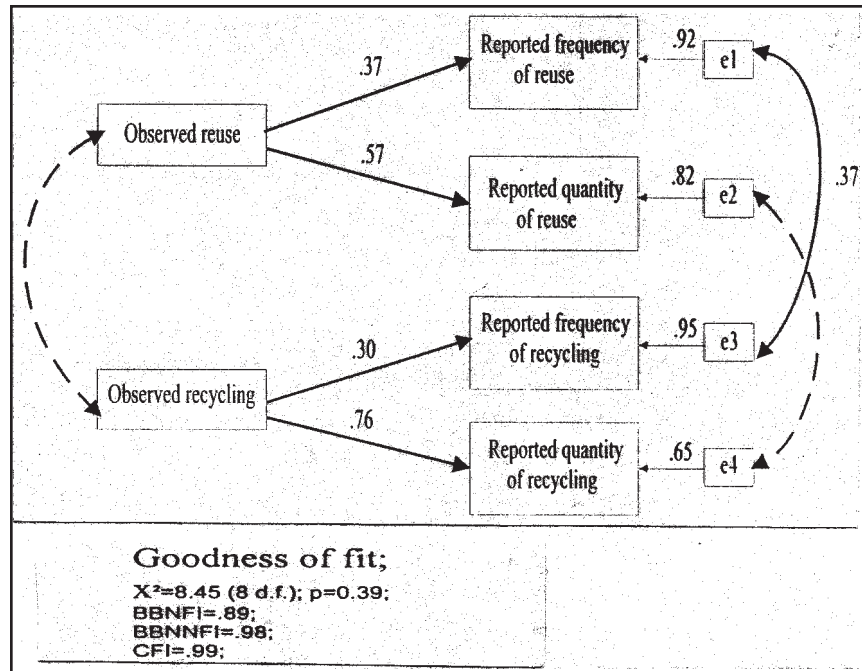 Reported frequency
of reuse
.92
e1
.37
Observed reuse
.57
.37
Reported quantity
of reuse
.82
e2
Reported frequency
of recycling
.95
e3
.30
Observed recycling
.76
Reported quantity
of recycling
.65
e4
Goodness of fit;
X²=8.45 (8 d.f.); p=0.39;
BBNFI=.89;
BBNNFI=.98;
CFI=.99;